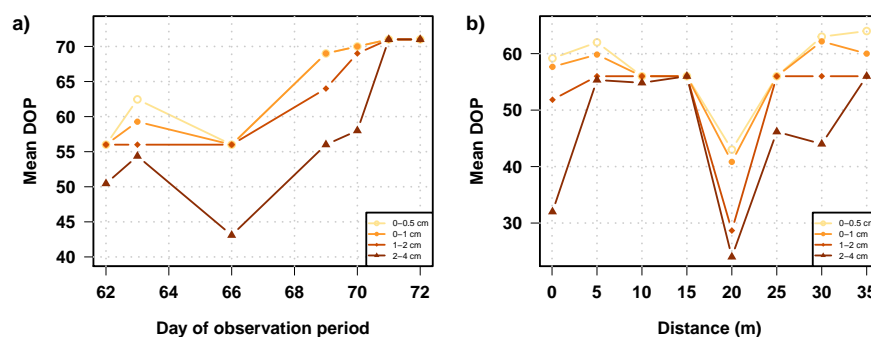 a)
Mean DOP
70
65
60
55
50
45
40
62 64 66 68 70 72
Day of observation period
0−0.5 cm
0−1 cm
1−2 cm
2−4 cm
b)
Mean DOP
60
50
40
30
0 5 10 15 20 25 30 35
Distance (m)
0−0.5 cm
0−1 cm
1−2 cm
2−4 cm